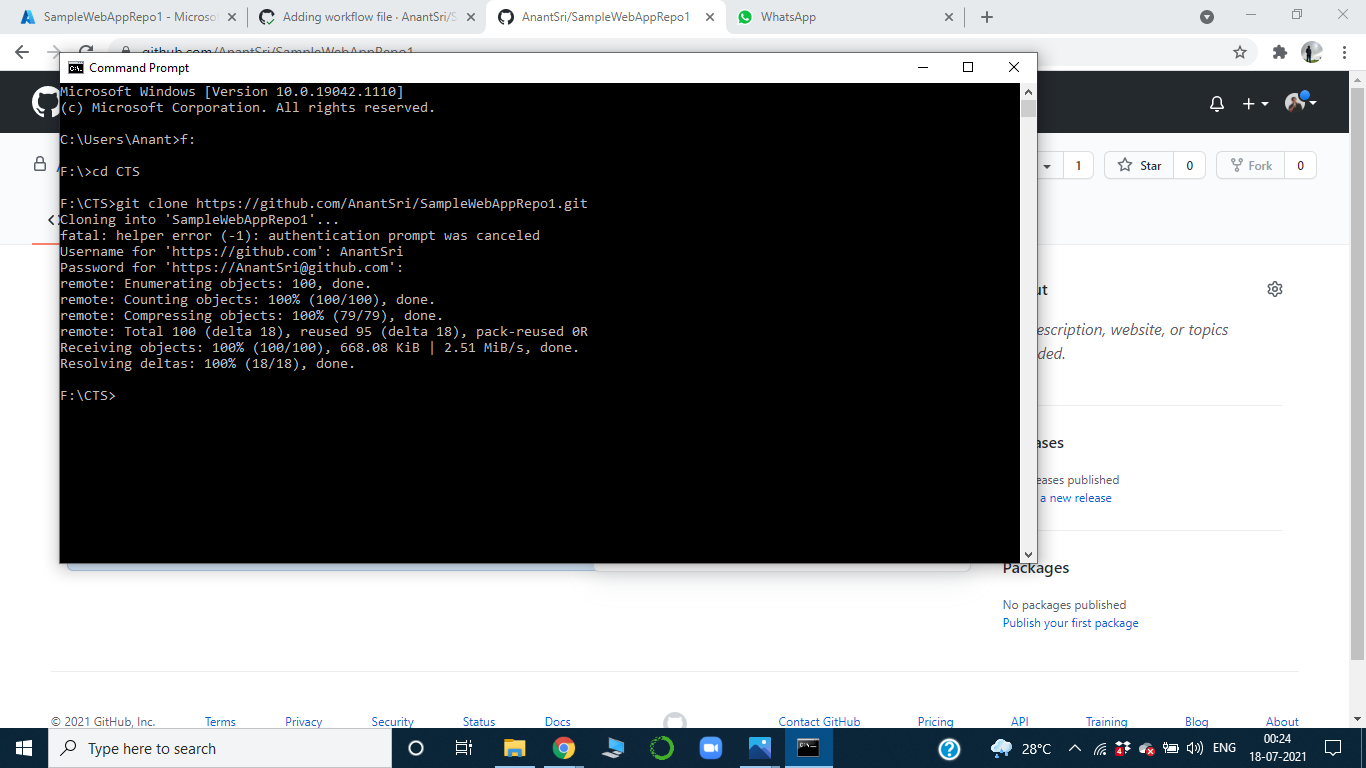 SampleWebAppRepo1 - Microso
Adding workflow file · AnantSri/S
AnantSri/SampleWebAppRepo1
WhatsApp
github.com/AnantSri/SampleWebAppRepo1
Command Prompt
Microsoft Windows [Version 10.0.19042.1110]
(c) Microsoft Corporation. All rights reserved.
C:\Users\Anant>f:
F:\>cd CTS
F:\CTS>git clone https://github.com/AnantSri/SampleWebAppRepo1.git
Cloning into 'SampleWebAppRepo1'...
fatal: helper error (-1): authentication prompt was canceled
Username for 'https://github.com': AnantSri
Password for 'https://AnantSri@github.com':
remote: Enumerating objects: 100, done.
remote: Counting objects: 100% (100/100), done.
remote: Compressing objects: 100% (79/79), done.
remote: Total 100 (delta 18), reused 95 (delta 18), pack-reused 0R
Receiving objects: 100% (100/100), 668.08 KiB | 2.51 MiB/s, done.
Resolving deltas: 100% (18/18), done.
F:\CTS>
1
Star
0
Fork
0
ut
escription, website, or topics
ded.
ases
eases published
a new release
Packages
No packages published
Publish your first package
© 2021 GitHub, Inc.
Terms
Privacy
Security
Status
Docs
Contact GitHub
Pricing
API
Training
Blog
About
Type here to search
28°C
ENG
00:24
18-07-2021